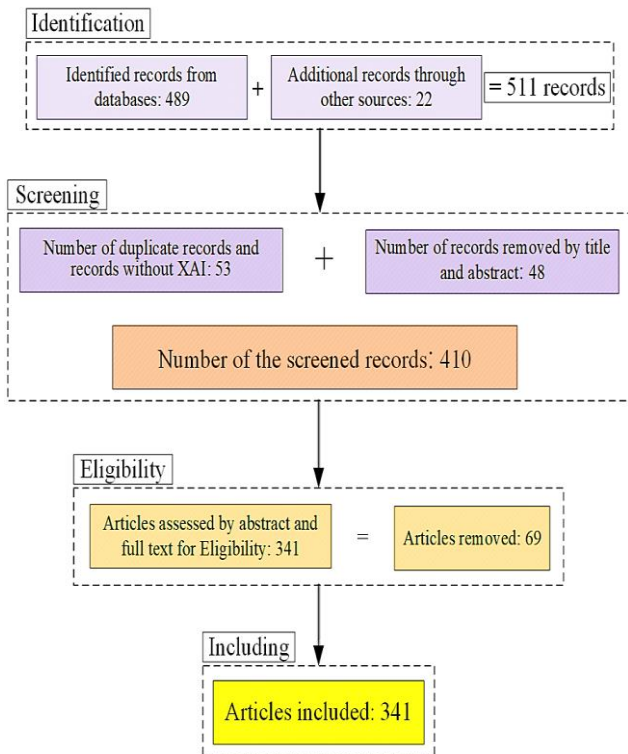 Identification
Identified records from
databases: 489
+
Additional records through
other sources: 22
= 511 records
Screening
Number of duplicate records and
records without XAI: 53
+
Number of records removed by title
and abstract: 48
Number of the screened records: 410
Eligibility
Articles assessed by abstract and
full text for Eligibility: 341
=
Articles removed: 69
Including
Articles included: 341